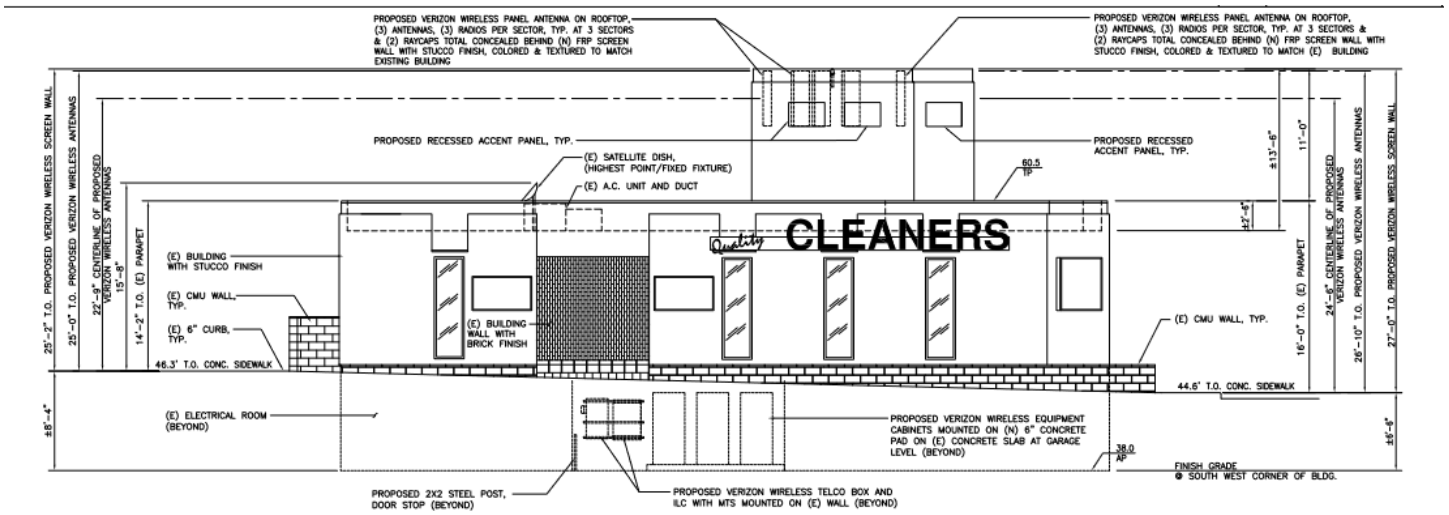 PROPOSED VERIZON WIRELESS PANEL ANTENNA ON ROOFTOP,
(3) ANTENNAS, (3) RADIOS PER SECTOR, TYP. AT 3 SECTORS
& (2) RAYCAPS TOTAL CONCEALED BEHIND (N) FRP SCREEN
WALL WITH STUCCO FINISH, COLORED & TEXTURED TO MATCH
EXISTING BUILDING
PROPOSED VERIZON WIRELESS PANEL ANTENNA ON ROOFTOP,
(3) ANTENNAS, (3) RADIOS PER SECTOR, TYP. AT 3 SECTORS &
(2) RAYCAPS TOTAL CONCEALED BEHIND (N) FRP SCREEN WALL WITH
STUCCO FINISH, COLORED & TEXTURED TO MATCH (E) BUILDING
25'-2" T.O. PROPOSED VERIZON WIRELESS SCREEN WALL
25'-0" T.O. PROPOSED VERIZON WIRELESS ANTENNAS
22'-9" CENTERLINE OF PROPOSED
VERIZON WIRELESS ANTENNAS
15'-8"
14'-2" T.O. (E) PARAPET
PROPOSED RECESSED ACCENT PANEL, TYP.
PROPOSED RECESSED
ACCENT PANEL, TYP.
(E) SATELLITE DISH,
(HIGHEST POINT/FIXED FIXTURE)
(E) A.C. UNIT AND DUCT
60.5
TP
±13'-6"
11'-0"
±2'-6"
16'-0" T.O. (E) PARAPET
24'-6" CENTERLINE OF PROPOSED
VERIZON WIRELESS ANTENNAS
26'-10" T.O. PROPOSED VERIZON WIRELESS ANTENNAS
27'-0" T.O. PROPOSED VERIZON SCREEN WALL
Quality CLEANERS
(E) BUILDING
WITH STUCCO FINISH
(E) CMU WALL,
TYP.
(E) 6" CURB,
TYP.
(E) BUILDING
WALL WITH
BRICK FINISH
(E) CMU WALL, TYP.
46.3' T.O. CONC. SIDEWALK
44.6' T.O. CONC. SIDEWALK
±8'-4"
(E) ELECTRICAL ROOM
(BEYOND)
PROPOSED VERIZON WIRELESS EQUIPMENT
CABINETS MOUNTED ON (N) 6" CONCRETE
PAD ON (E) CONCRETE SLAB AT GARAGE
LEVEL (BEYOND)
38.0
AP
±6'-6"
FINISH GRADE
@ SOUTH WEST CORNER OF BLDG.
PROPOSED 2X2 STEEL POST,
DOOR STOP (BEYOND)
PROPOSED VERIZON WIRELESS TELCO BOX AND
ILC WITH MTS MOUNTED ON (E) WALL (BEYOND)